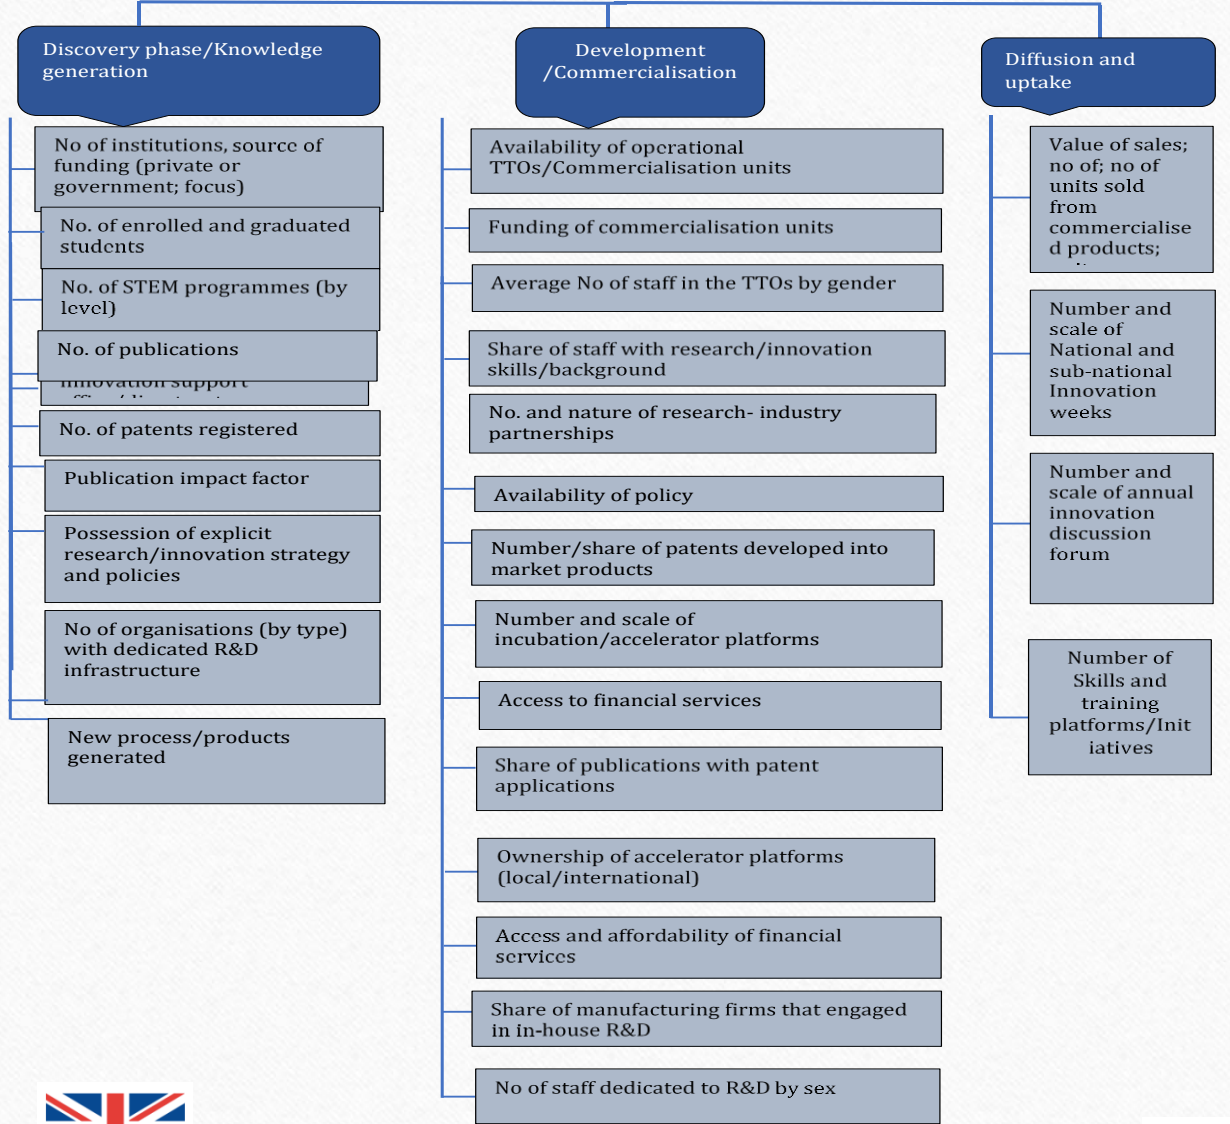 Discovery phase/Knowledge
generation
No of institutions, source of
funding (private or
government; focus)
No. of enrolled and graduated
students
No. of STEM programmes (by
level)
No. of publications
innovation support
No. of patents registered
Publication impact factor
Possession of explicit
research/innovation strategy
and policies
No of organisations (by type)
with dedicated R&D
infrastructure
New process/products
generated
Development
/Commercialisation
Availability of operational
TTOs/Commercialisation units
Funding of commercialisation units
Average No of staff in the TTOs by gender
Share of staff with research/innovation
skills/background
No. and nature of research- industry
partnerships
Availability of policy
Number/share of patents developed into
market products
Number and scale of
incubation/accelerator platforms
Access to financial services
Share of publications with patent
applications
Ownership of accelerator platforms
(local/international)
Access and affordability of financial
services
Share of manufacturing firms that engaged
in in-house R&D
No of staff dedicated to R&D by sex
Diffusion and
uptake
Value of sales;
no of; no of
units sold
from
commercialise
d products;
Number and
scale of
National and
sub-national
Innovation
weeks
Number and
scale of annual
innovation
discussion
forum
Number of
Skills and
training
platforms/Init
iatives